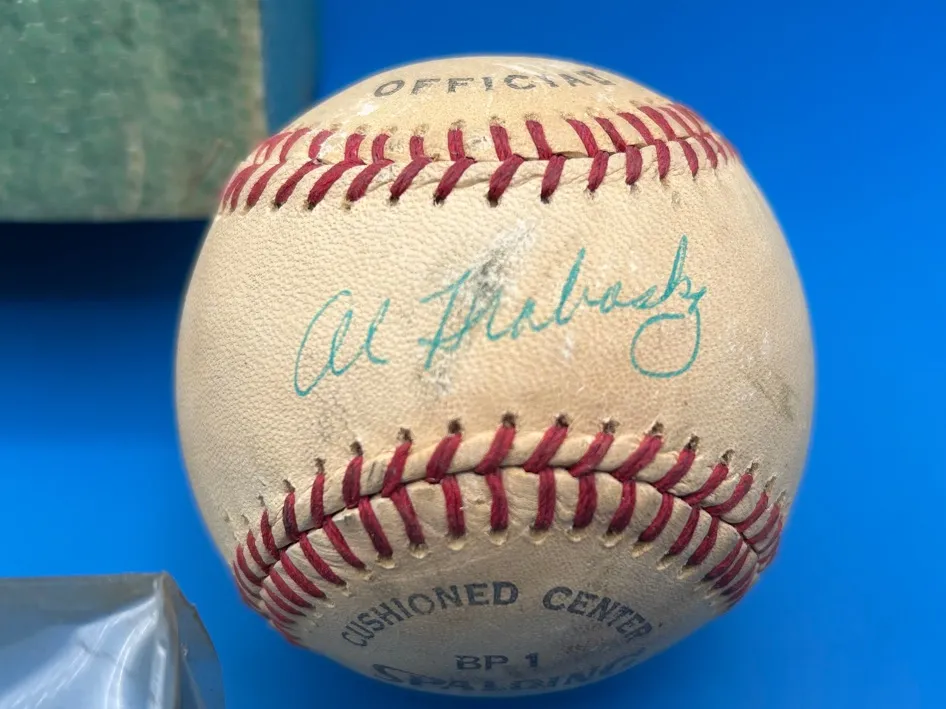 OFFICIAL
Al Hrabosky
CUSHIONED CENTER
BP 1
SPALDING